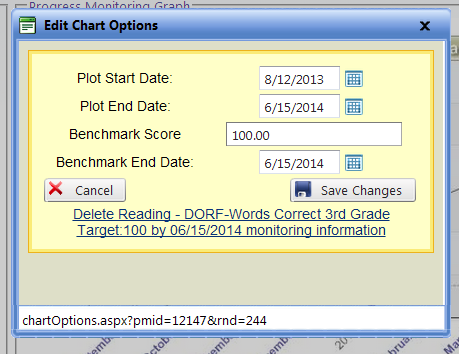 Progress Monitoring Graph
Edit Chart Options
Plot Start Date: 8/12/2013
Plot End Date: 6/15/2014
Benchmark Score 100.00
Benchmark End Date: 6/15/2014
Cancel Save Changes
Delete Reading - DORF-Words Correct 3rd Grade
Target:100 by 06/15/2014 monitoring information
chartOptions.aspx?pmid=12147&rnd=244